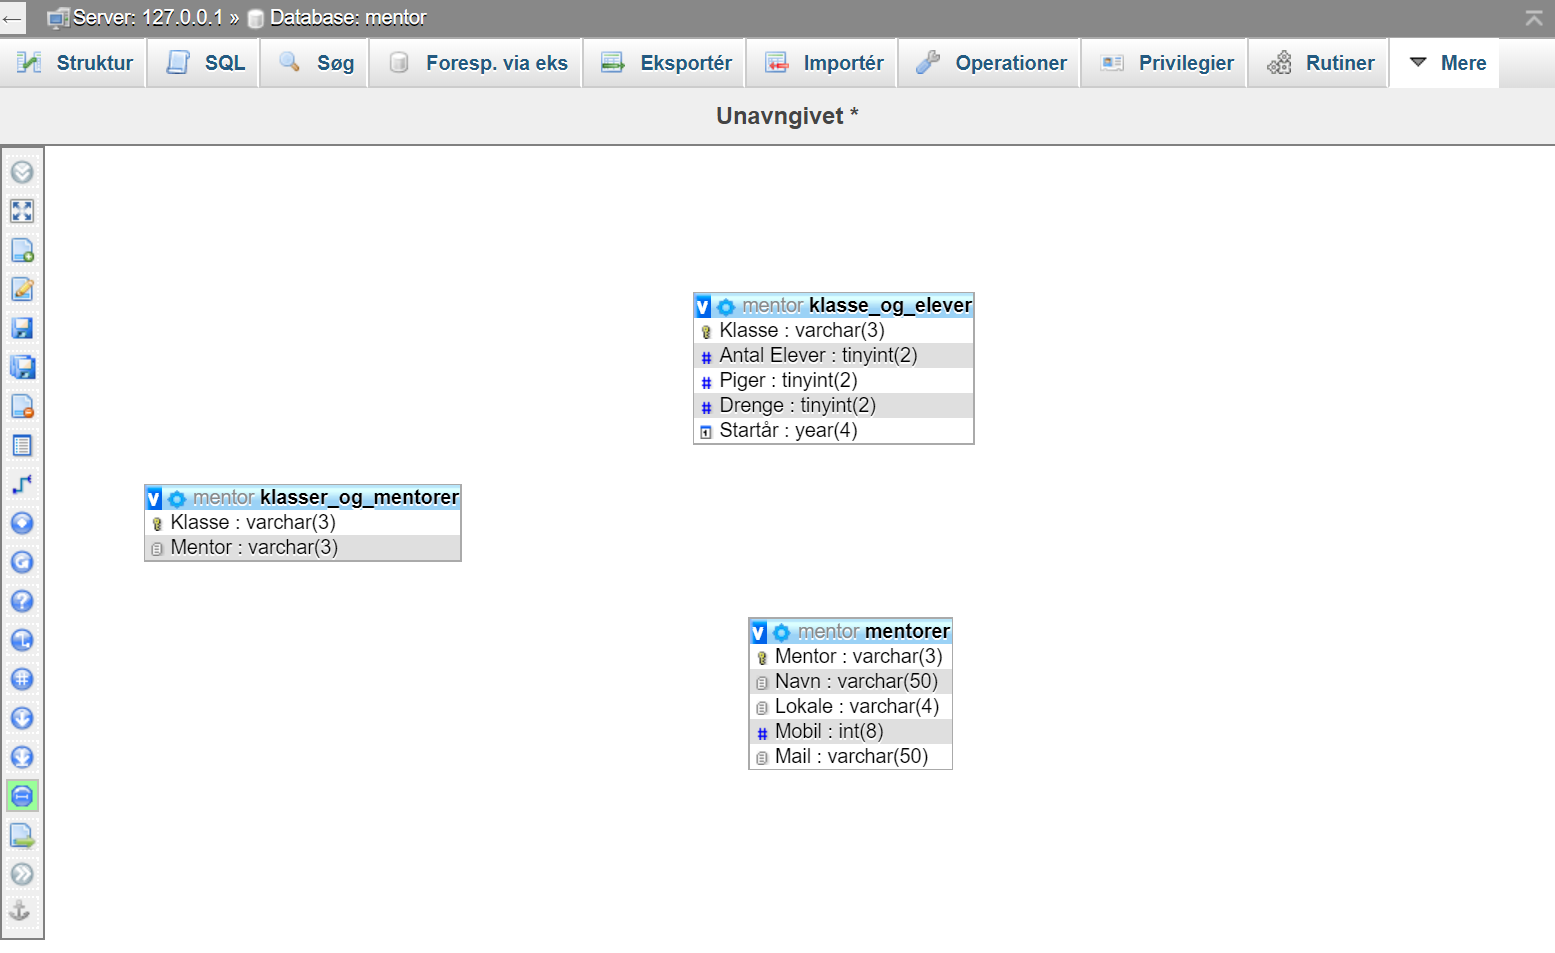 Server: 127.0.0.1 » Database: mentor
Struktur SQL Søg Foresp. via eks Eksportér Importér Operationer Privilegier Rutiner Mere
Unavngivet *
v mentor klasse_og_elever
Klasse : varchar(3)
# Antal Elever : tinyint(2)
# Piger : tinyint(2)
# Drenge : tinyint(2)
Startår : year(4)
v mentor klasser_og_mentorer
Klasse : varchar(3)
Mentor : varchar(3)
v mentor mentorer
Mentor : varchar(3)
Navn : varchar(50)
Lokale : varchar(4)
# Mobil : int(8)
Mail : varchar(50)